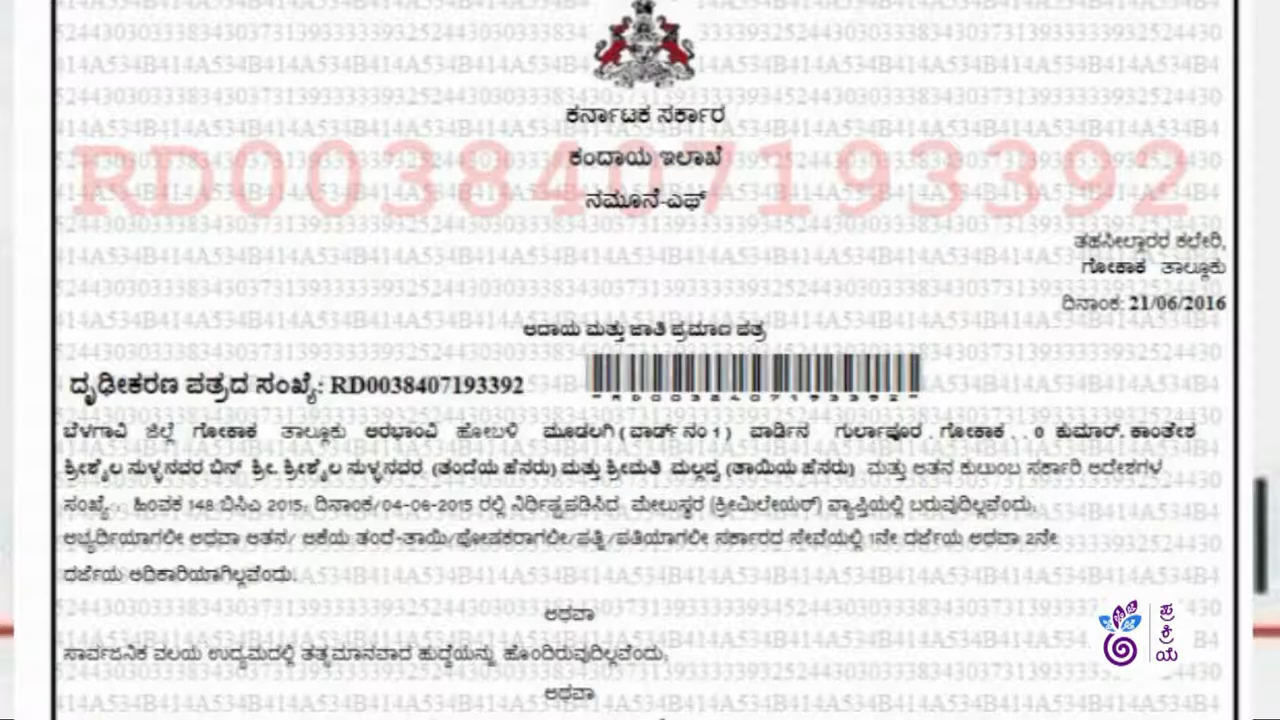 ಕರ್ನಾಟಕ ಸರ್ಕಾರ
RD0038407193392
ಕಂದಾಯ ಇಲಾಖೆ
ನಮೂನೆ-ಎಫ್
ತಹಸೀಲ್ದಾರರ ಕಛೇರಿ,
ಗೋಕಾಕ ತಾಲ್ಲೂಕು
ದಿನಾಂಕ: 21/06/2016
ಆದಾಯ ಮತ್ತು ಜಾತಿ ಪ್ರಮಾಣ ಪತ್ರ
ದೃಢೀಕರಣ ಪತ್ರದ ಸಂಖ್ಯೆ: RD0038407193392
ಬೆಳಗಾವಿ ಜಿಲ್ಲೆ ಗೋಕಾಕ ತಾಲ್ಲೂಕು ಅರಭಾಂವಿ ಹೋಬಳಿ ಮೂಡಲಗಿ ( ವಾರ್ಡ್ ನಂ 1 ) ವಾರ್ಡಿನ ಗುರ್ಲಾಪೂರ . ಗೋಕಾಕ . . 0 ಕುಮಾರ್. ಕಾಂತೇಶ
ಶ್ರೀಶೈಲ ಸುಳ್ಳನವರ ಬಿನ್ ಶ್ರೀ. ಶ್ರೀಶೈಲ ಸುಳ್ಳನವರ (ತಂದೆಯ ಹೆಸರು) ಮತ್ತು ಶ್ರೀಮತಿ ಮಲ್ಲವ್ವ (ತಾಯಿಯ ಹೆಸರು) ಮತ್ತು ಆತನ ಕುಟುಂಬ ಸರ್ಕಾರಿ ಆದೇಶಗಳ
ಸಂಖ್ಯೆ.. ಹಿಂವಕ 148 ಬಿಸಿಎ 2015, ದಿನಾಂಕ/04-06-2015 ರಲ್ಲಿ ನಿರ್ಧಿಷ್ಟಪಡಿಸಿದ ಮೇಲುಸ್ತರ (ಕ್ರೀಮಿಲೇಯರ್) ವ್ಯಾಪ್ತಿಯಲ್ಲಿ ಬರುವುದಿಲ್ಲವೆಂದು,
ಅಭ್ಯರ್ಥಿಯಾಗಲೀ ಅಥವಾ ಆತನ/ ಆಕೆಯ ತಂದೆ-ತಾಯಿ/ಪೋಷಕರಾಗಲೀ/ಪತ್ನಿ/ಪತಿಯಾಗಲೀ ಸರ್ಕಾರದ ಸೇವೆಯಲ್ಲಿ 1ನೇ ದರ್ಜೆಯ ಅಥವಾ 2ನೇ
ದರ್ಜೆಯ ಅಧಿಕಾರಿಯಾಗಿಲ್ಲವೆಂದು.
ಅಥವಾ
ಸಾರ್ವಜನಿಕ ವಲಯ ಉದ್ಯಮದಲ್ಲಿ ತತ್ಸಮಾನವಾದ ಹುದ್ದೆಯನ್ನು ಹೊಂದಿರುವುದಿಲ್ಲವೆಂದು,
ಅಥವಾ
ಪ್ರಕ್ರಿಯೆ